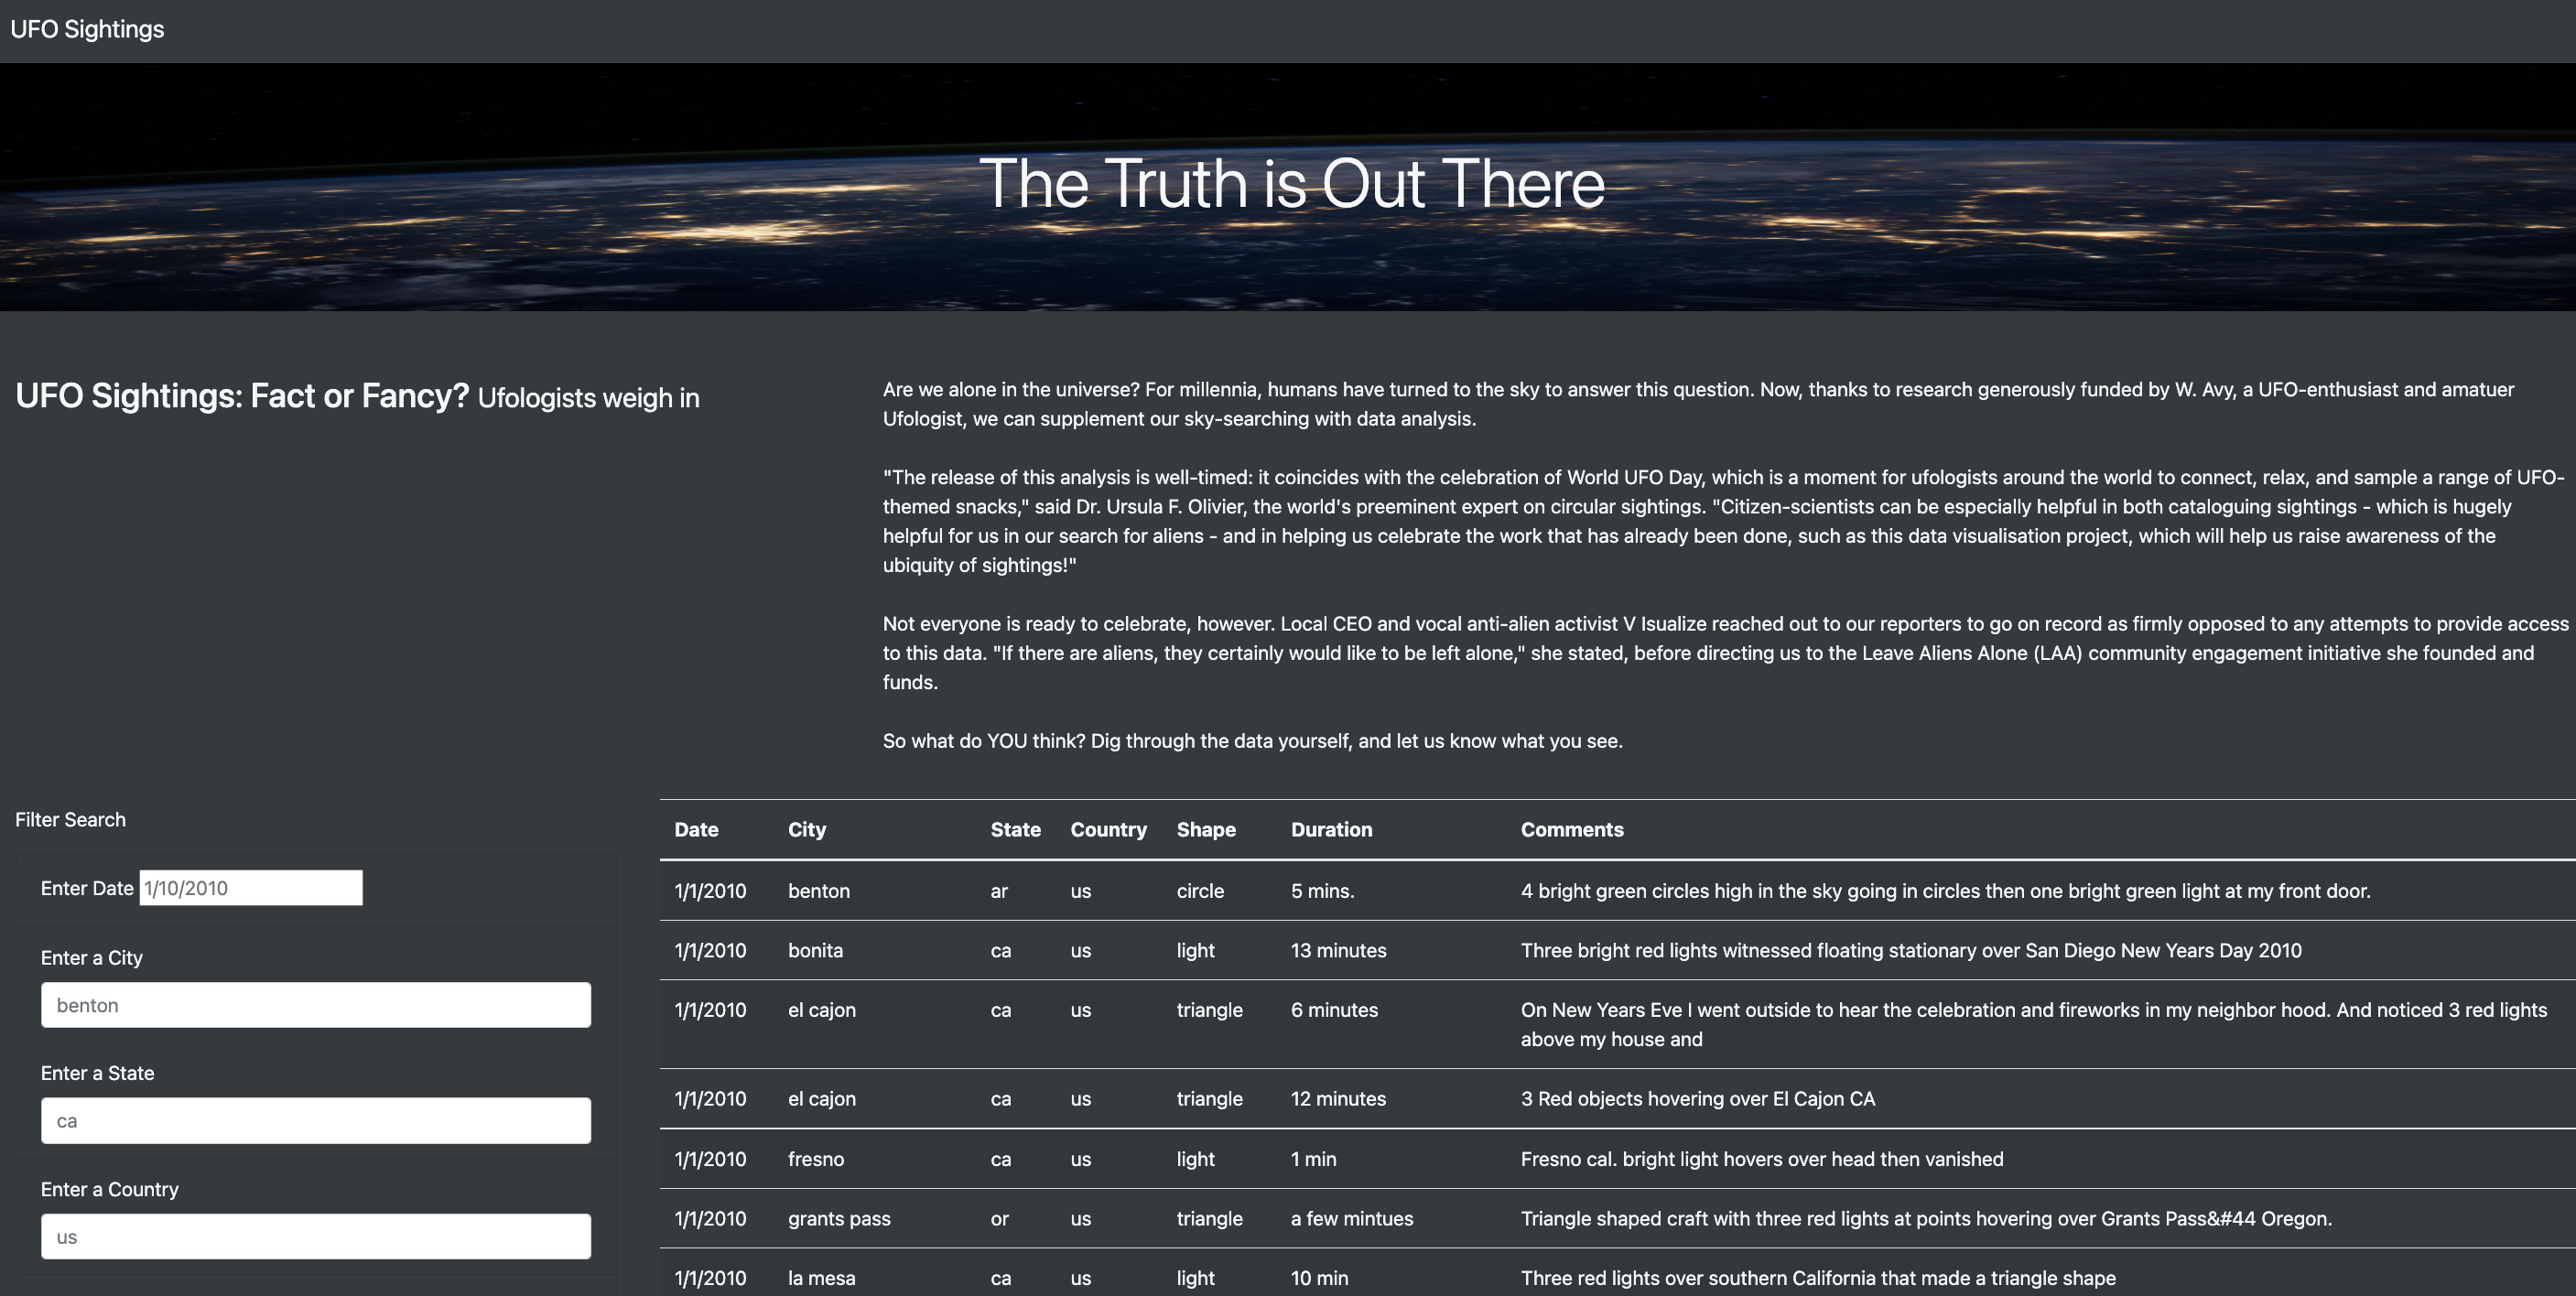 UFO Sightings
The Truth is Out There
UFO Sightings: Fact or Fancy? Ufologists weigh in
Are we alone in the universe? For millennia, humans have turned to the sky to answer this question. Now, thanks to research generously funded by W. Avy, a UFO-enthusiast and amatuer
Ufologist, we can supplement our sky-searching with data analysis.
"The release of this analysis is well-timed: it coincides with the celebration of World UFO Day, which is a moment for ufologists around the world to connect, relax, and sample a range of UFO-
themed snacks," said Dr. Ursula F. Olivier, the world's preeminent expert on circular sightings. "Citizen-scientists can be especially helpful in both cataloguing sightings - which is hugely
helpful for us in our search for aliens - and in helping us celebrate the work that has already been done, such as this data visualisation project, which will help us raise awareness of the
ubiquity of sightings!"
Not everyone is ready to celebrate, however. Local CEO and vocal anti-alien activist V Isualize reached out to our reporters to go on record as firmly opposed to any attempts to provide access
to this data. "If there are aliens, they certainly would like to be left alone," she stated, before directing us to the Leave Aliens Alone (LAA) community engagement initiative she founded and
funds.
So what do YOU think? Dig through the data yourself, and let us know what you see.
Filter Search
Enter Date 1/10/2010
Enter a City
benton
Enter a State
ca
Enter a Country
us
Date City State Country Shape Duration Comments
1/1/2010 benton ar us circle 5 mins. 4 bright green circles high in the sky going in circles then one bright green light at my front door.
1/1/2010 bonita ca us light 13 minutes Three bright red lights witnessed floating stationary over San Diego New Years Day 2010
1/1/2010 el cajon ca us triangle 6 minutes On New Years Eve I went outside to hear the celebration and fireworks in my neighbor hood. And noticed 3 red lights
above my house and
1/1/2010 el cajon ca us triangle 12 minutes 3 Red objects hovering over El Cajon CA
1/1/2010 fresno ca us light 1 min Fresno cal. bright light hovers over head then vanished
1/1/2010 grants pass or us triangle a few mintues Triangle shaped craft with three red lights at points hovering over Grants Pass&#44 Oregon.
1/1/2010 la mesa ca us light 10 min Three red lights over southern California that made a triangle shape